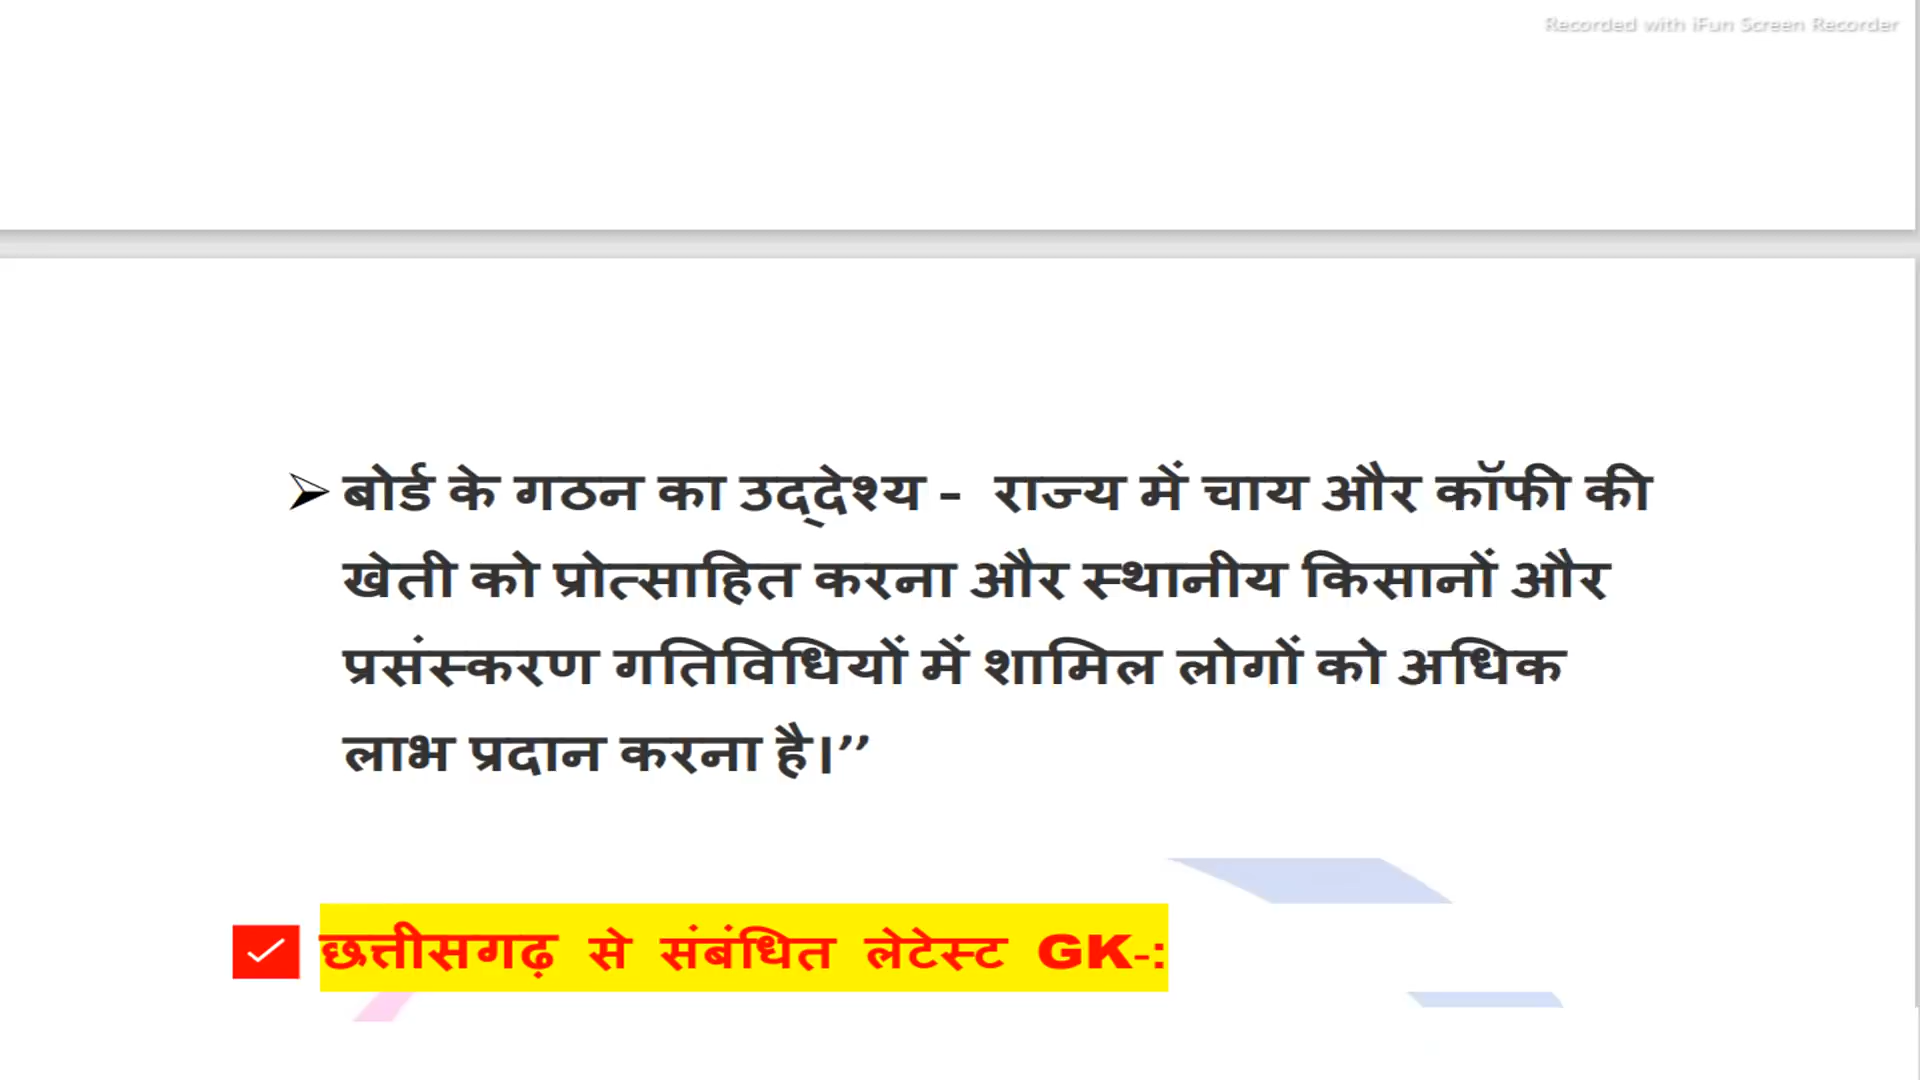 Recorded with iFun Screen Recorder
➢ बोर्ड के गठन का उद्‌देश्य – राज्य में चाय और कॉफी की
खेती को प्रोत्साहित करना और स्थानीय किसानों और
प्रसंस्करण गतिविधियों में शामिल लोगों को अधिक
लाभ प्रदान करना है।’’
छत्तीसगढ़ से संबंधित लेटेस्ट GK-: